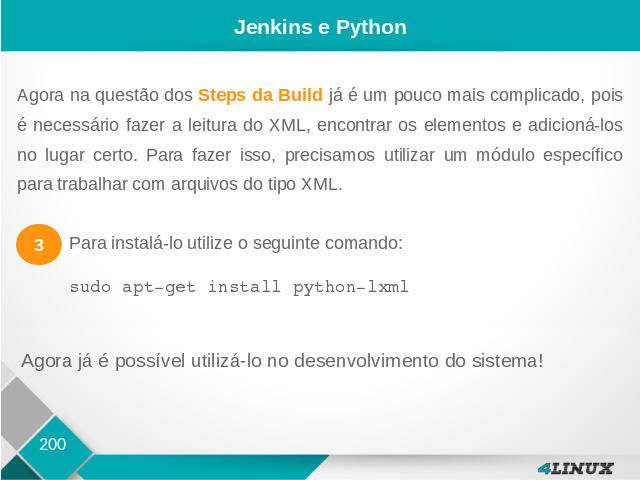 Jenkins e Python
Agora na questão dos Steps da Build já é um pouco mais complicado, pois
é necessário fazer a leitura do XML, encontrar os elementos e adicioná-los
no lugar certo. Para fazer isso, precisamos utilizar um módulo específico
para trabalhar com arquivos do tipo XML.
3 Para instalá-lo utilize o seguinte comando:
sudo apt-get install python-lxml
Agora já é possível utilizá-lo no desenvolvimento do sistema!
200
4LINUX